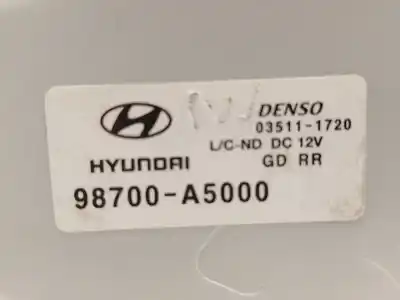 DENSO
03511-1720
L/C-ND DC 12V
HYUNDAI
GD RR
98700-A5000